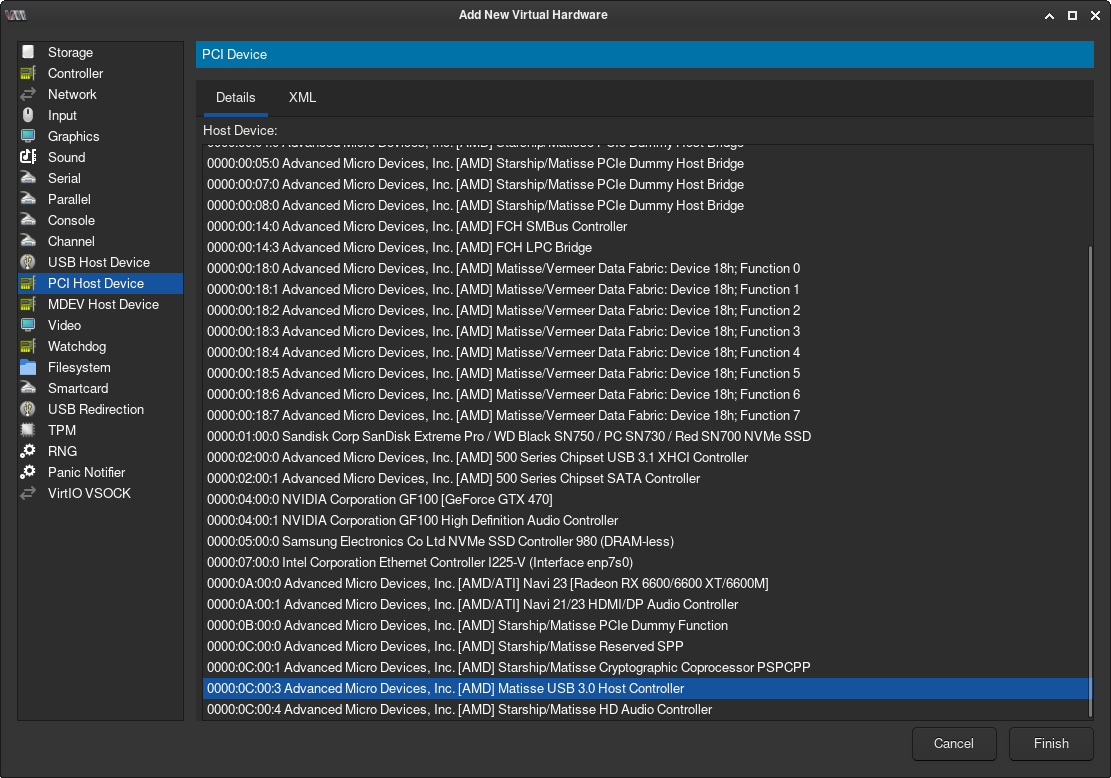 Add New Virtual Hardware
Storage
Controller
Network
Input
Graphics
Sound
Serial
Parallel
Console
Channel
USB Host Device
PCI Host Device
MDEV Host Device
Video
Watchdog
Filesystem
Smartcard
USB Redirection
TPM
RNG
Panic Notifier
VirtIO VSOCK
PCI Device
Details XML
Host Device:
0000:00:05:0 Advanced Micro Devices, Inc. [AMD] Starship/Matisse PCIe Dummy Host Bridge
0000:00:07:0 Advanced Micro Devices, Inc. [AMD] Starship/Matisse PCIe Dummy Host Bridge
0000:00:08:0 Advanced Micro Devices, Inc. [AMD] Starship/Matisse PCIe Dummy Host Bridge
0000:00:14:0 Advanced Micro Devices, Inc. [AMD] FCH SMBus Controller
0000:00:14:3 Advanced Micro Devices, Inc. [AMD] FCH LPC Bridge
0000:00:18:0 Advanced Micro Devices, Inc. [AMD] Matisse/Vermeer Data Fabric: Device 18h; Function 0
0000:00:18:1 Advanced Micro Devices, Inc. [AMD] Matisse/Vermeer Data Fabric: Device 18h; Function 1
0000:00:18:2 Advanced Micro Devices, Inc. [AMD] Matisse/Vermeer Data Fabric: Device 18h; Function 2
0000:00:18:3 Advanced Micro Devices, Inc. [AMD] Matisse/Vermeer Data Fabric: Device 18h; Function 3
0000:00:18:4 Advanced Micro Devices, Inc. [AMD] Matisse/Vermeer Data Fabric: Device 18h; Function 4
0000:00:18:5 Advanced Micro Devices, Inc. [AMD] Matisse/Vermeer Data Fabric: Device 18h; Function 5
0000:00:18:6 Advanced Micro Devices, Inc. [AMD] Matisse/Vermeer Data Fabric: Device 18h; Function 6
0000:00:18:7 Advanced Micro Devices, Inc. [AMD] Matisse/Vermeer Data Fabric: Device 18h; Function 7
0000:01:00:0 Sandisk Corp SanDisk Extreme Pro / WD Black SN750 / PC SN730 / Red SN700 NVMe SSD
0000:02:00:0 Advanced Micro Devices, Inc. [AMD] 500 Series Chipset USB 3.1 XHCI Controller
0000:02:00:1 Advanced Micro Devices, Inc. [AMD] 500 Series Chipset SATA Controller
0000:04:00:0 NVIDIA Corporation GF100 [GeForce GTX 470]
0000:04:00:1 NVIDIA Corporation GF100 High Definition Audio Controller
0000:05:00:0 Samsung Electronics Co Ltd NVMe SSD Controller 980 (DRAM-less)
0000:07:00:0 Intel Corporation Ethernet Controller I225-V (Interface enp7s0)
0000:0A:00:0 Advanced Micro Devices, Inc. [AMD/ATI] Navi 23 [Radeon RX 6600/6600 XT/6600M]
0000:0A:00:1 Advanced Micro Devices, Inc. [AMD/ATI] Navi 21/23 HDMI/DP Audio Controller
0000:0B:00:0 Advanced Micro Devices, Inc. [AMD] Starship/Matisse PCIe Dummy Function
0000:0C:00:0 Advanced Micro Devices, Inc. [AMD] Starship/Matisse Reserved SPP
0000:0C:00:1 Advanced Micro Devices, Inc. [AMD] Starship/Matisse Cryptographic Coprocessor PSPCPP
0000:0C:00:3 Advanced Micro Devices, Inc. [AMD] Matisse USB 3.0 Host Controller
0000:0C:00:4 Advanced Micro Devices, Inc. [AMD] Starship/Matisse HD Audio Controller
Cancel Finish